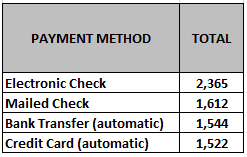 PAYMENT METHOD TOTAL
Electronic Check 2,365
Mailed Check 1,612
Bank Transfer (automatic) 1,544
Credit Card (automatic) 1,522